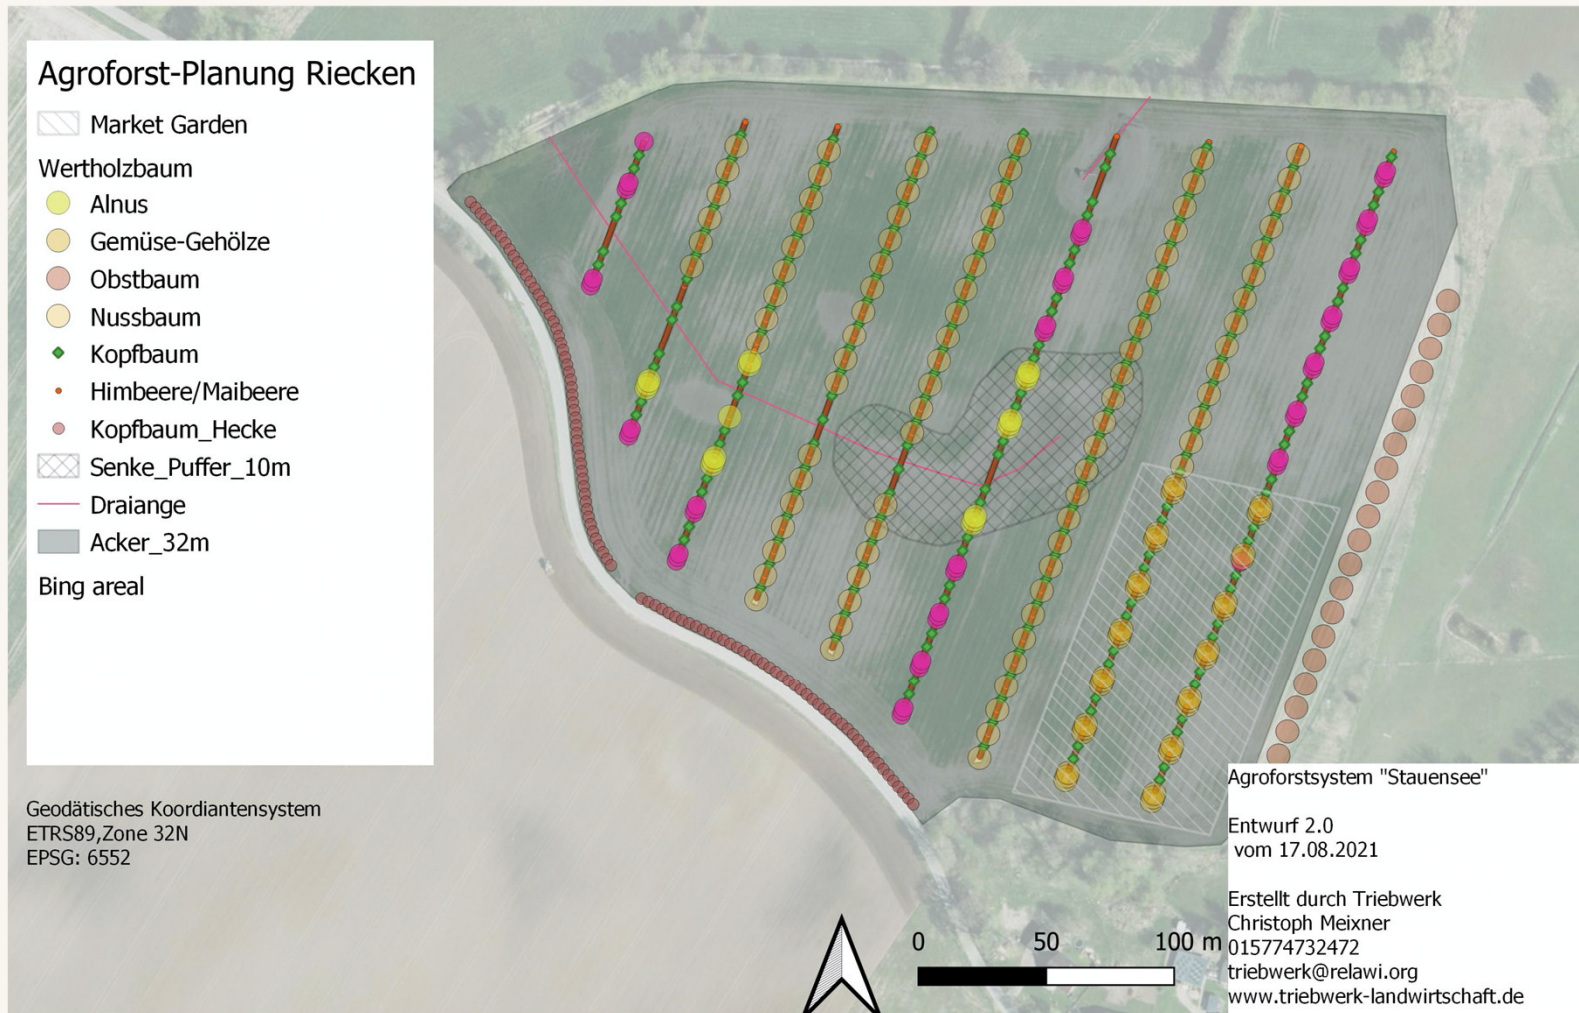 Agroforst-Planung Riecken
Market Garden
Wertholzbaum
Alnus
Gemüse-Gehölze
Obstbaum
Nussbaum
Kopfbaum
Himbeere/Maibeere
Kopfbaum_Hecke
Senke_Puffer_10m
Draiange
Acker_32m
Bing areal
Geodätisches Koordiantensystem
ETRS89,Zone 32N
EPSG: 6552
0 50 100 m
Agroforstsystem "Stauensee"
Entwurf 2.0
vom 17.08.2021
Erstellt durch Triebwerk
Christoph Meixner
015774732472
triebwerk@relawi.org
www.triebwerk-landwirtschaft.de